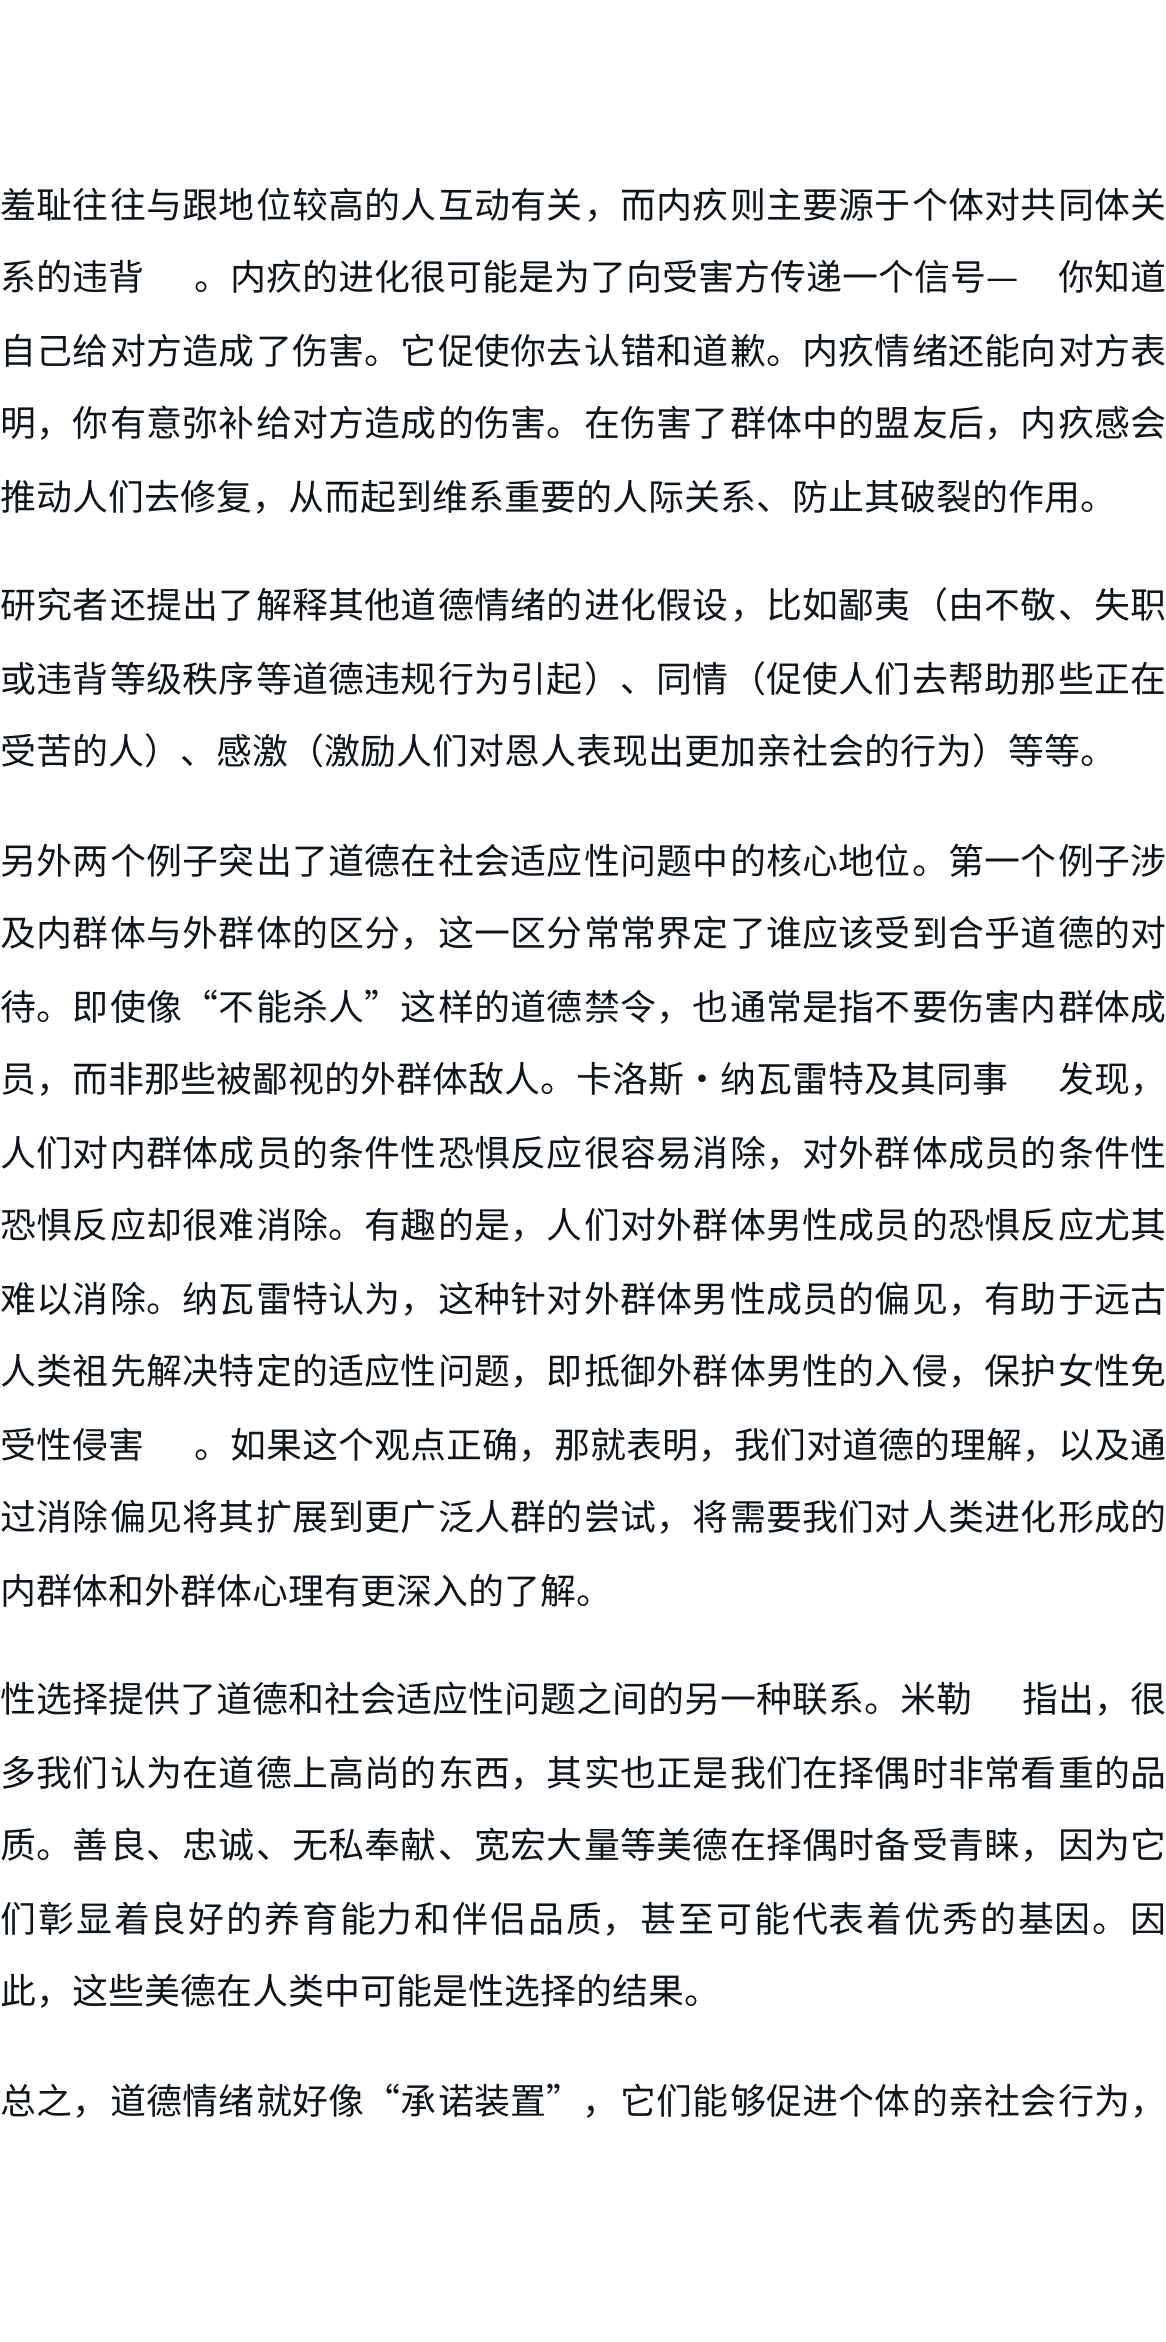 羞耻往往与跟地位较高的人互动有关，而内疚则主要源于个体对共同体关
系的违背 。内疚的进化很可能是为了向受害方传递一个信号— 你知道
自己给对方造成了伤害。它促使你去认错和道歉。内疚情绪还能向对方表
明，你有意弥补给对方造成的伤害。在伤害了群体中的盟友后，内疚感会
推动人们去修复，从而起到维系重要的人际关系、防止其破裂的作用。
研究者还提出了解释其他道德情绪的进化假设，比如鄙夷（由不敬、失职
或违背等级秩序等道德违规行为引起）、同情（促使人们去帮助那些正在
受苦的人）、感激（激励人们对恩人表现出更加亲社会的行为）等等。
另外两个例子突出了道德在社会适应性问题中的核心地位。第一个例子涉
及内群体与外群体的区分，这一区分常常界定了谁应该受到合乎道德的对
待。即使像“不能杀人”这样的道德禁令，也通常是指不要伤害内群体成
员，而非那些被鄙视的外群体敌人。卡洛斯·纳瓦雷特及其同事 发现，
人们对内群体成员的条件性恐惧反应很容易消除，对外群体成员的条件性
恐惧反应却很难消除。有趣的是，人们对外群体男性成员的恐惧反应尤其
难以消除。纳瓦雷特认为，这种针对外群体男性成员的偏见，有助于远古
人类祖先解决特定的适应性问题，即抵御外群体男性的入侵，保护女性免
受性侵害 。如果这个观点正确，那就表明，我们对道德的理解，以及通
过消除偏见将其扩展到更广泛人群的尝试，将需要我们对人类进化形成的
内群体和外群体心理有更深入的了解。
性选择提供了道德和社会适应性问题之间的另一种联系。米勒 指出，很
多我们认为在道德上高尚的东西，其实也正是我们在择偶时非常看重的品
质。善良、忠诚、无私奉献、宽宏大量等美德在择偶时备受青睐，因为它
们彰显着良好的养育能力和伴侣品质，甚至可能代表着优秀的基因。因
此，这些美德在人类中可能是性选择的结果。
总之，道德情绪就好像“承诺装置”，它们能够促进个体的亲社会行为，